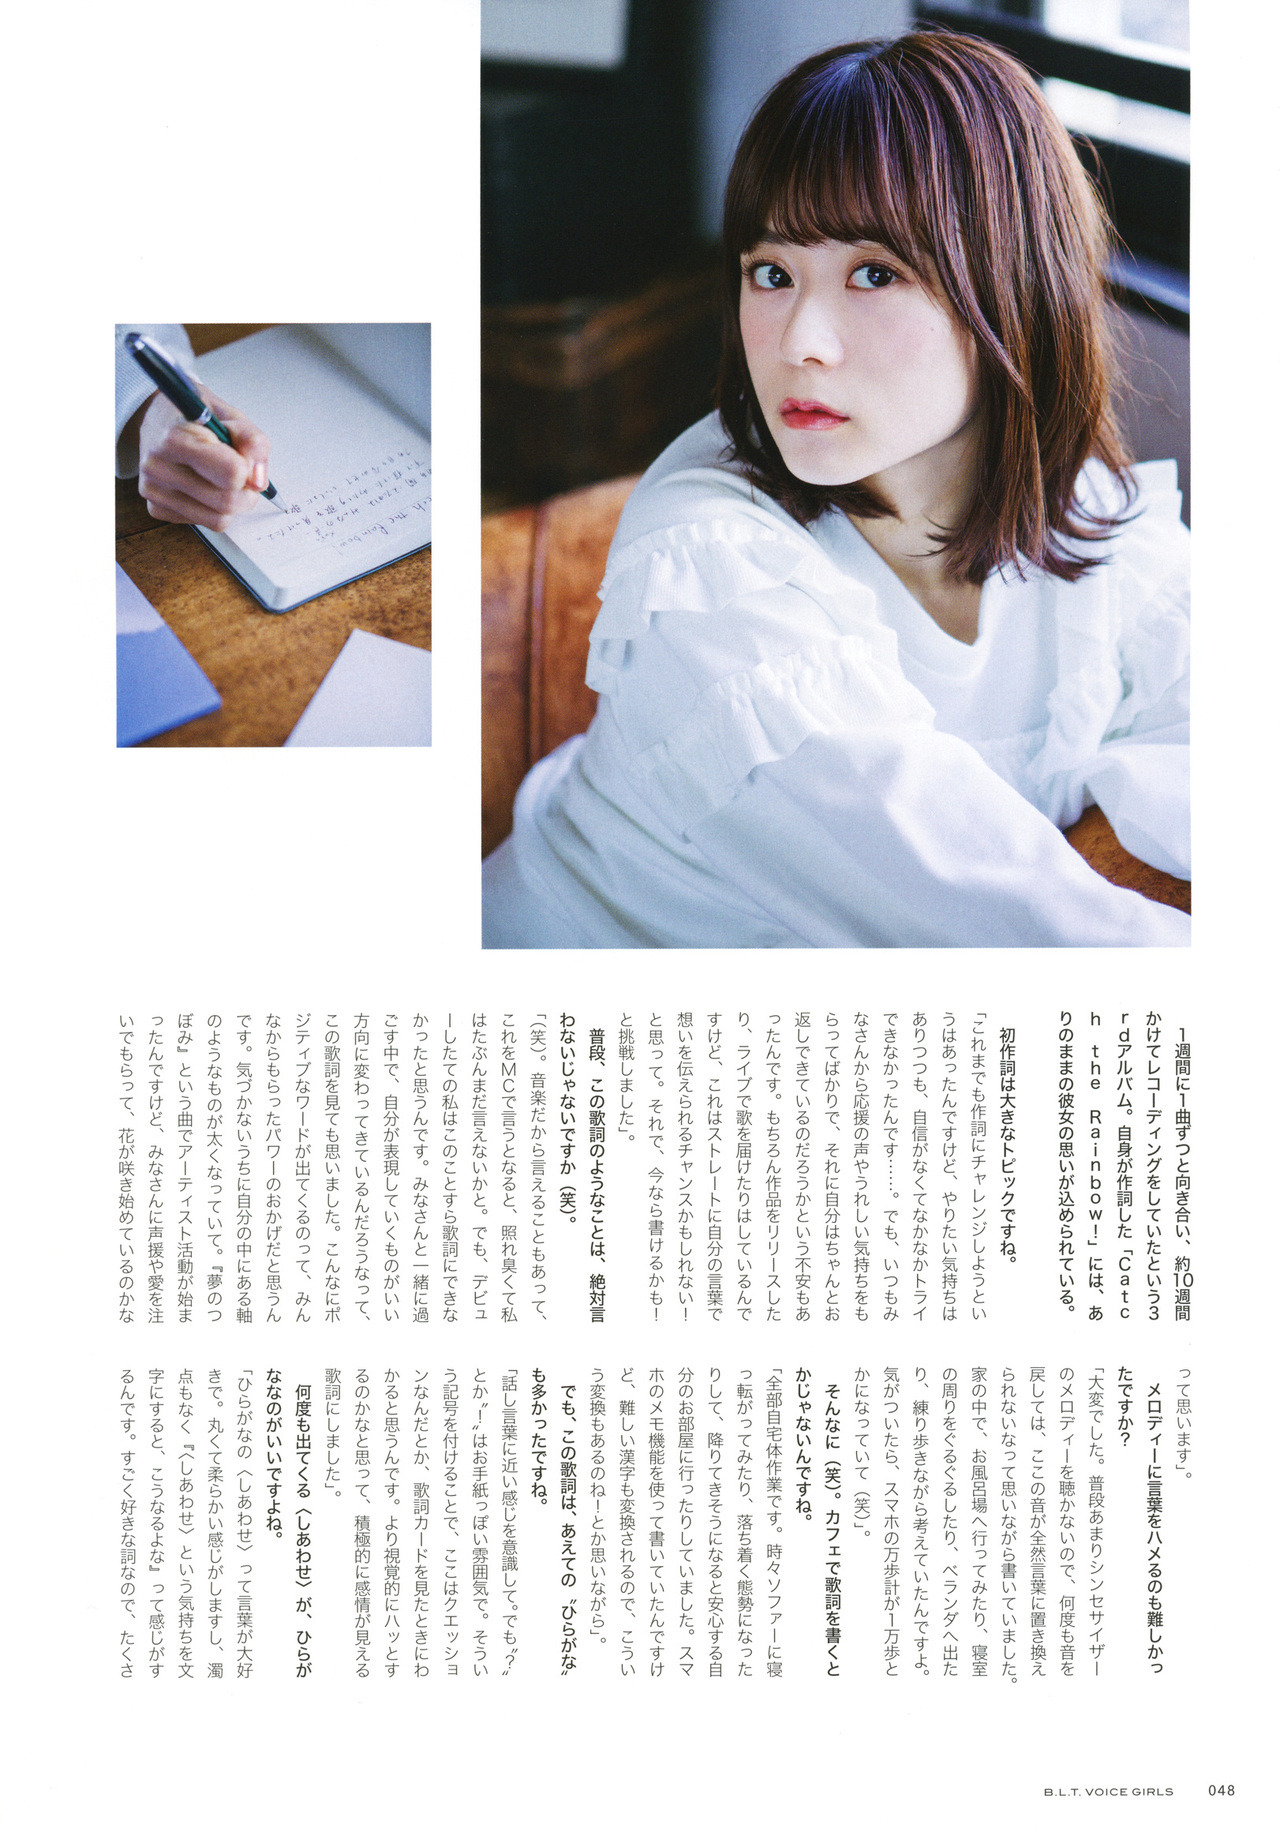 1週間に1曲ずつと向き合い、約10週間
かけてレコーディングをしていたという3
rdアルバム。自身が作詞した「Catc
h the Rainbow!」には、あ
りのままの彼女の思いが込められている。
初作詞は大きなトピックですね。
「これまでも作詞にチャレンジしようとい
うはあったんですけど、やりたい気持ちは
ありつつも、自信がなくてなかなかトライ
できなかったんです……。でも、いつもみ
なさんから応援の声やうれしい気持ちをも
らってばかりで、それに自分はちゃんとお
返しできているのだろうかという不安もあ
ったんです。もちろん作品をリリースした
り、ライブで歌を届けたりはしているんで
すけど、これはストレートに自分の言葉で
想いを伝えられるチャンスかもしれない!
と思って。それで、今なら書けるかも!
と挑戦しました」。
普段、この歌詞のようなことは、絶対言
わないじゃないですか（笑）。
「（笑）。音楽だから言えることもあって、
これをMCで言うとなると、照れ臭くて私
はたぶんまだ言えないかと。でも、デビュ
ーしたての私はこのことすら歌詞にできな
かったと思うんです。みなさんと一緒に過
ごす中で、自分が表現していくものがいい
方向に変わってきているんだろうなって、
この歌詞を見ても思いました。こんなにポ
ジティブなワードが出てくるのって、みん
なからもらったパワーのおかげだと思うん
です。気づかないうちに自分の中にある軸
のようなものが太くなっていて。『夢のつ
ぼみ』という曲でアーティスト活動が始ま
ったんですけど、みなさんに声援や愛を注
いでもらって、花が咲き始めているのかな
って思います」。
メロディーに言葉をハメるのも難しかっ
たですか?
「大変でした。普段あまりシンセサイザー
のメロディーを聴かないので、何度も音を
戻しては、ここの音が全然言葉に置き換え
られないなって思いながら書いていました。
家の中で、お風呂場へ行ってみたり、寝室
の周りをぐるぐるしたり、ベランダへ出た
り、練り歩きながら考えていたんですよ。
気がついたら、スマホの万歩計が1万歩と
かになっていて（笑）」。
そんなに（笑）。カフェで歌詞を書くと
かじゃないんですね。
「全部自宅体作業です。時々ソファーに寝
っ転がってみたり、落ち着く態勢になった
りして、降りてきそうになると安心する自
分のお部屋に行ったりしていました。スマ
ホのメモ機能を使って書いていたんですけ
ど、難しい漢字も変換されるので、こうい
う変換もあるのね!とか思いながら」。
でも、この歌詞は、あえての〝ひらがな〟
も多かったですね。
「話し言葉に近い感じを意識して。でも〝?〟
とか〝!〟はお手紙っぽい雰囲気で。そうい
う記号を付けることで、ここはクエッショ
ンなんだとか、歌詞カードを見たときにわ
かると思うんです。より視覚的にハッとす
るのかなと思って、積極的に感情が見える
歌詞にしました」。
何度も出てくる〈しあわせ〉が、ひらが
ななのがいいですよね。
「ひらがなの〈しあわせ〉って言葉が大好
きで。丸くて柔らかい感じがしますし、濁
点もなく『〈しあわせ〉という気持ちを文
字にすると、こうなるよな』って感じがす
るんです。すごく好きな詞なので、たくさ
B.L.T. VOICE GIRLS 048